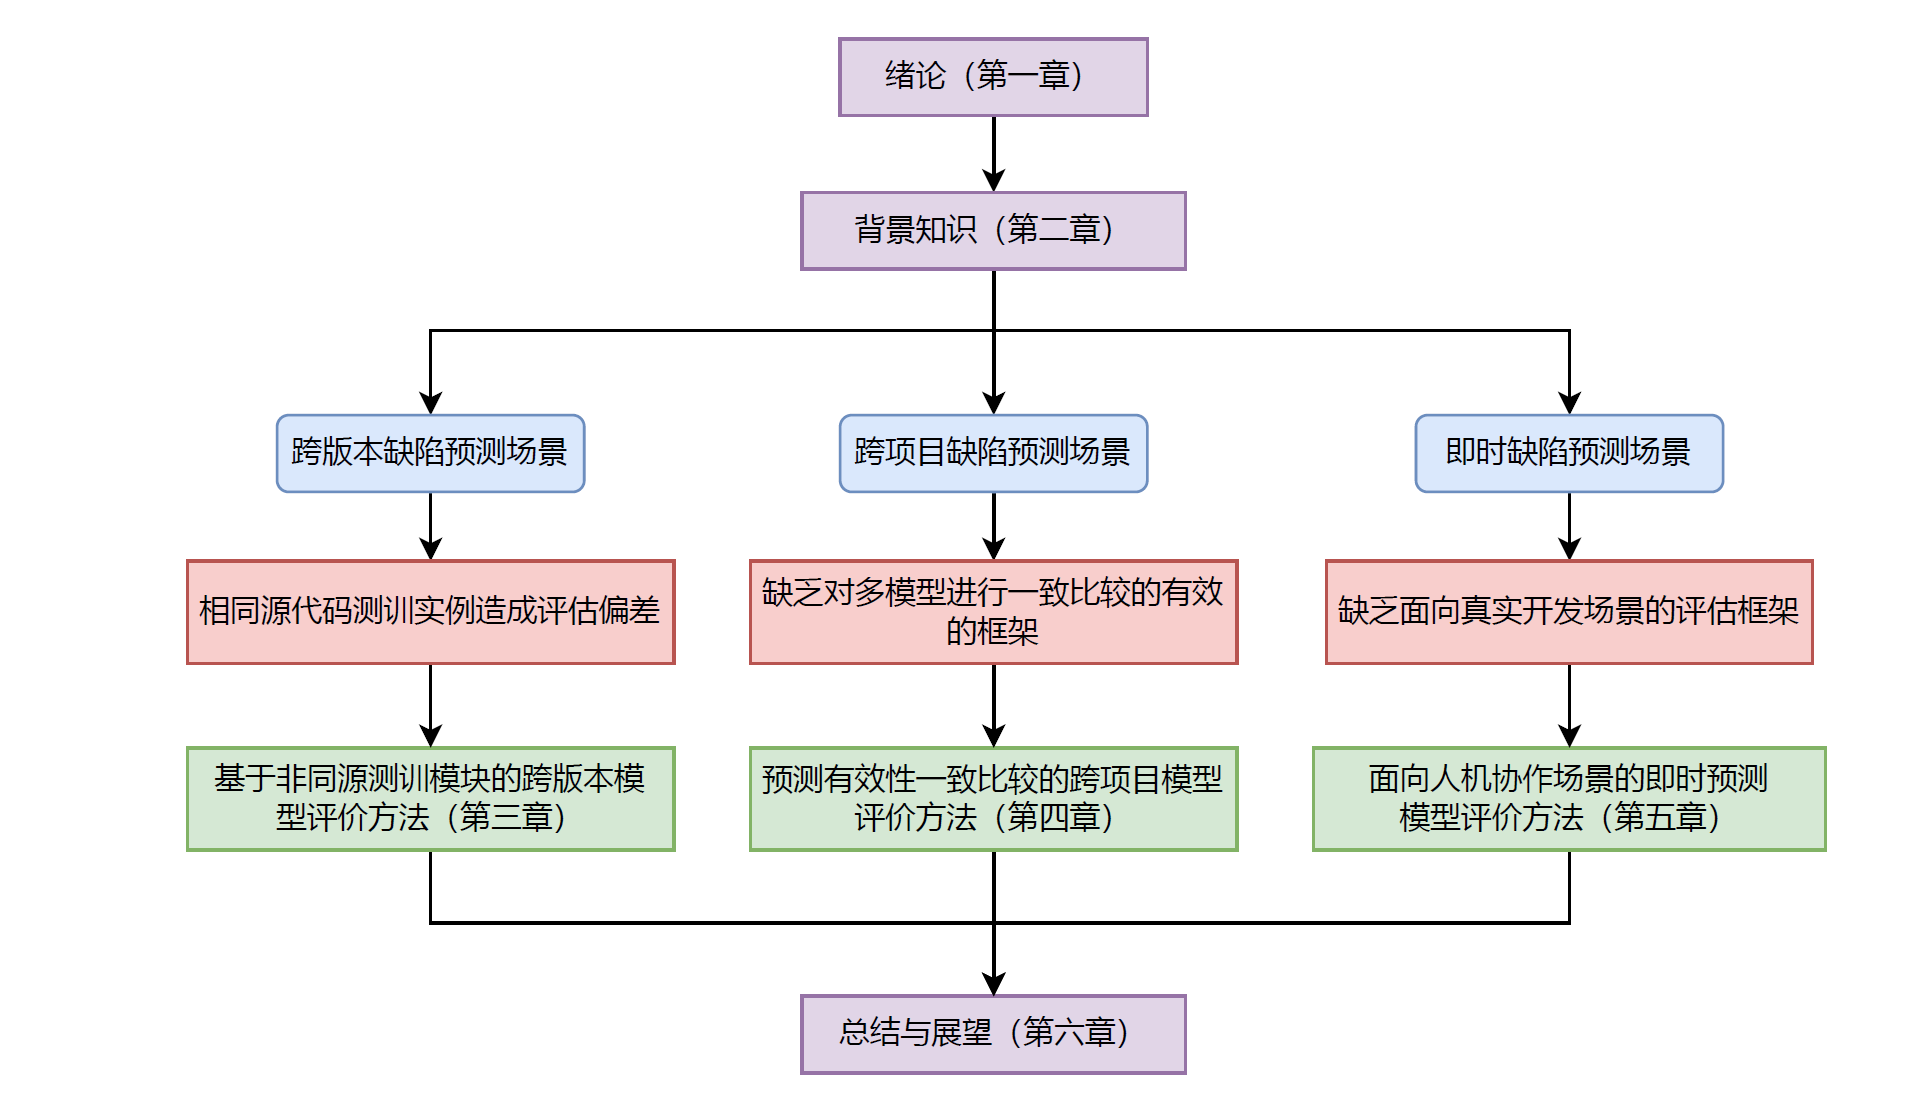 绪论（第一章）
背景知识（第二章）
跨版本缺陷预测场景
跨项目缺陷预测场景
即时缺陷预测场景
相同源代码测训实例造成评估偏差
缺乏对多模型进行一致比较的有效
的框架
缺乏面向真实开发场景的评估框架
基于非同源测训模块的跨版本模
型评价方法（第三章）
预测有效性一致比较的跨项目模型
评价方法（第四章）
面向人机协作场景的即时预测
模型评价方法（第五章）
总结与展望（第六章）